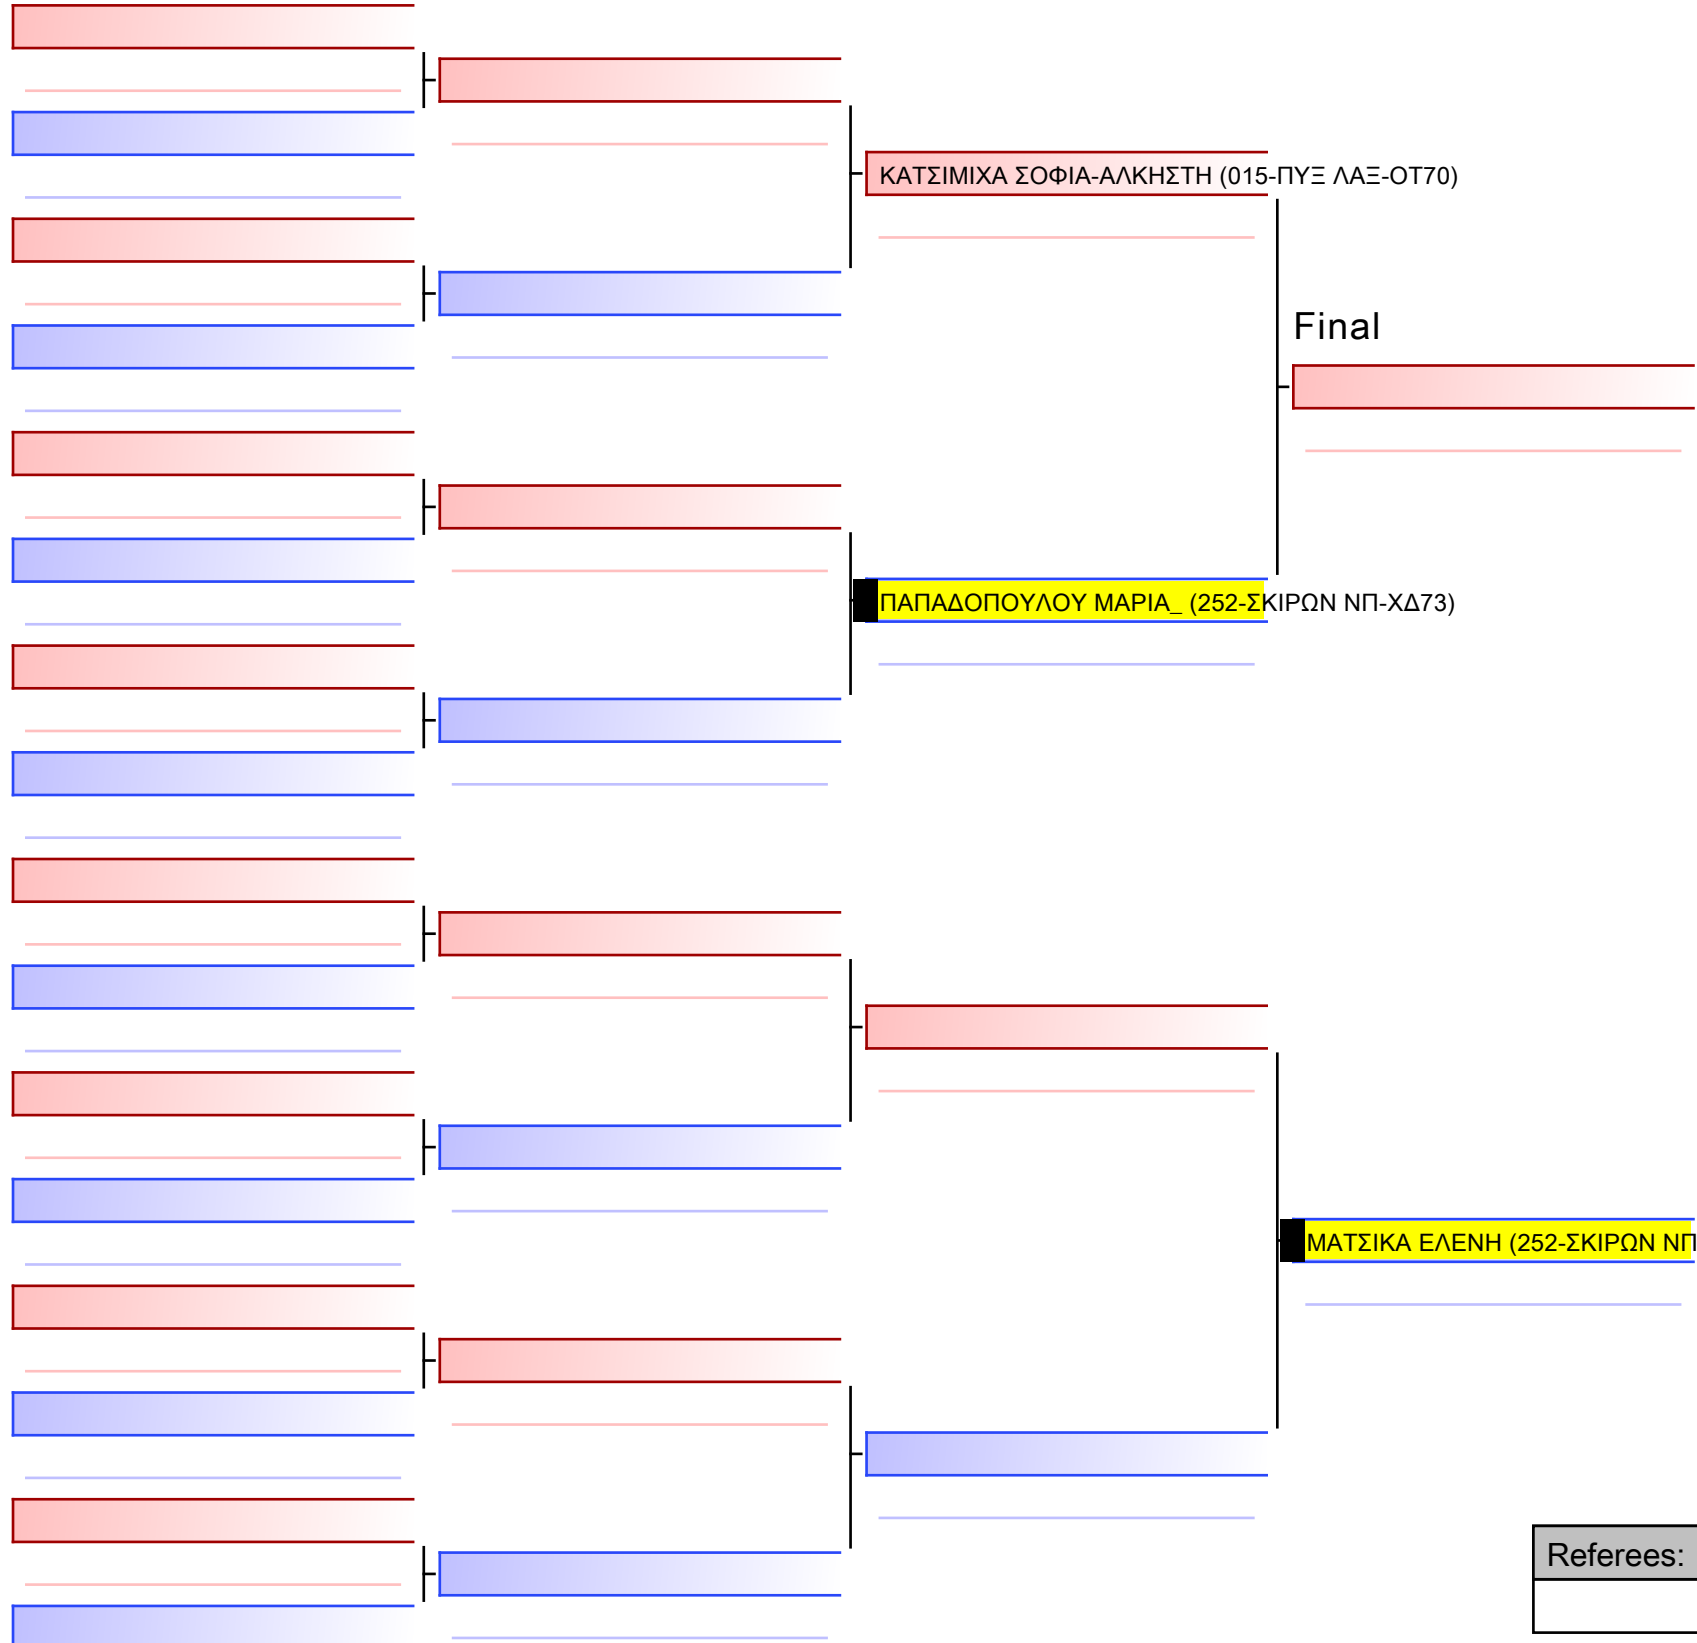 ΚΑΤΣΙΜΙΧΑ ΣΟΦΙΑ-ΑΛΚΗΣΤΗ (015-ΠΥΞ ΛΑΞ-ΟΤ70)
Final
ΠΑΠΑΔΟΠΟΥΛΟΥ ΜΑΡΙΑ_ (252-ΣΚΙΡΩΝ ΝΠ-ΧΔ73)
ΜΑΤΣΙΚΑ ΕΛΕΝΗ (252-ΣΚΙΡΩΝ ΝΠ
Referees: